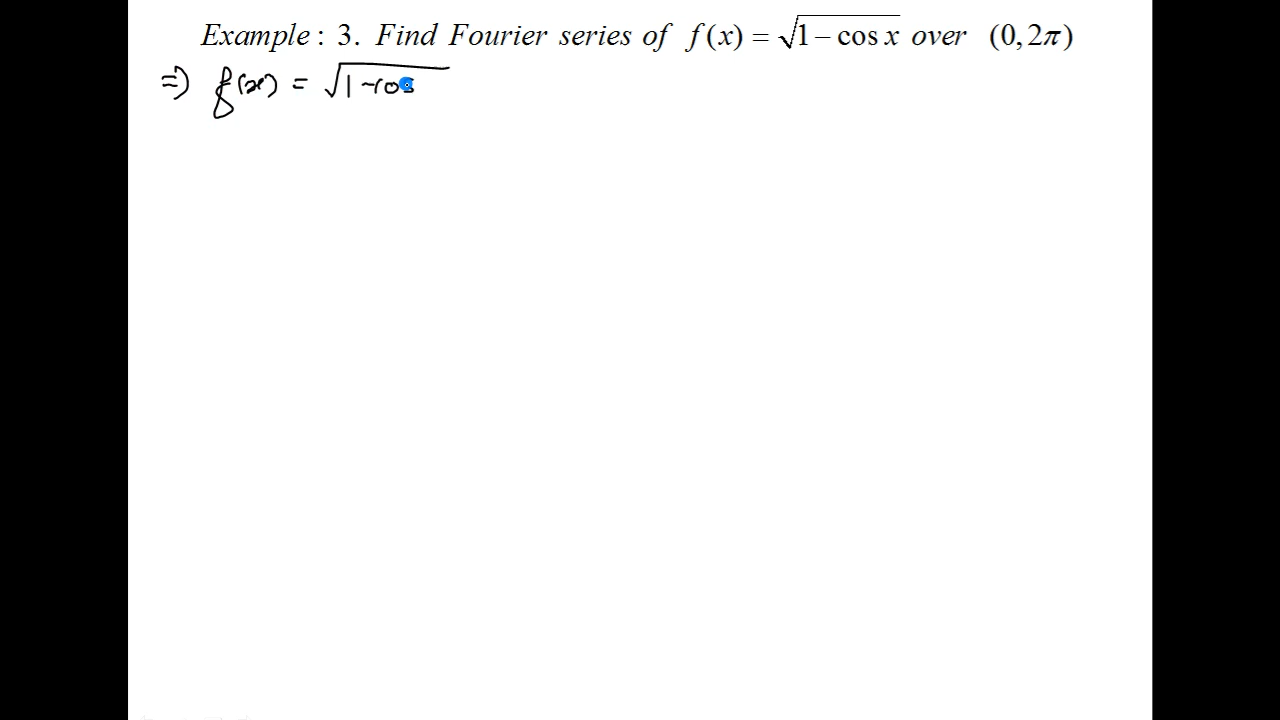 Example : 3. Find Fourier series of f(x) = √1 − cos x over (0, 2π)
⇒) f(x) = √1 - cos